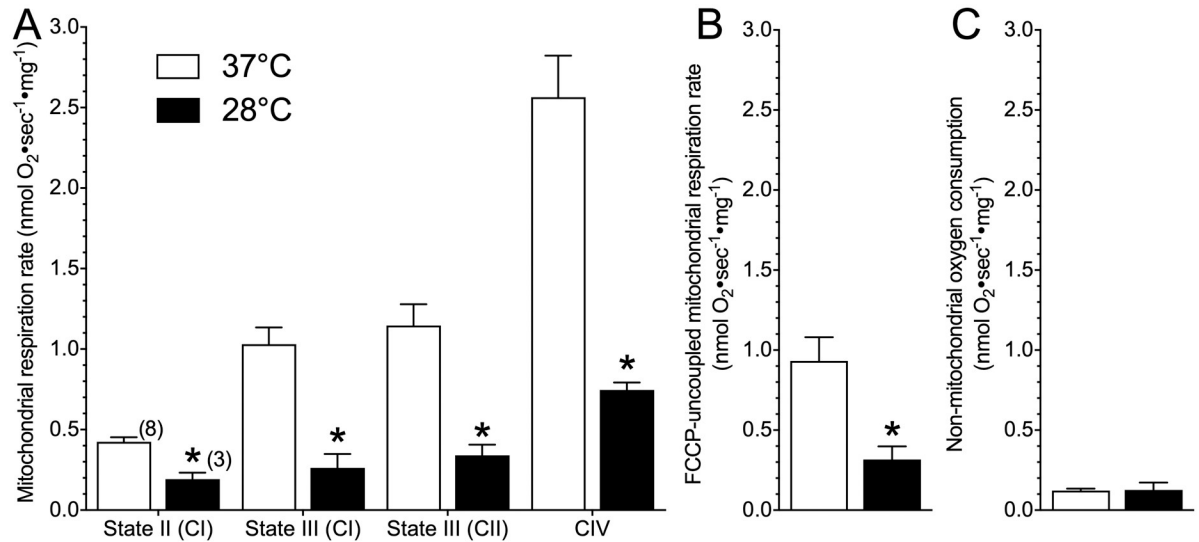 A
Mitochondrial respiration rate (nmol O₂•sec⁻¹•mg⁻¹)
3.0
2.5
2.0
1.5
1.0
0.5
0.0
37°C
28°C
(8)
*
(3)
*
*
*
State II (CI)
State III (CI)
State III (CII)
CIV
B
FCCP-uncoupled mitochondrial respiration rate
(nmol O₂•sec⁻¹•mg⁻¹)
3.0
2.5
2.0
1.5
1.0
0.5
0.0
*
C
Non-mitochondrial oxygen consumption
(nmol O₂•sec⁻¹•mg⁻¹)
3.0
2.5
2.0
1.5
1.0
0.5
0.0